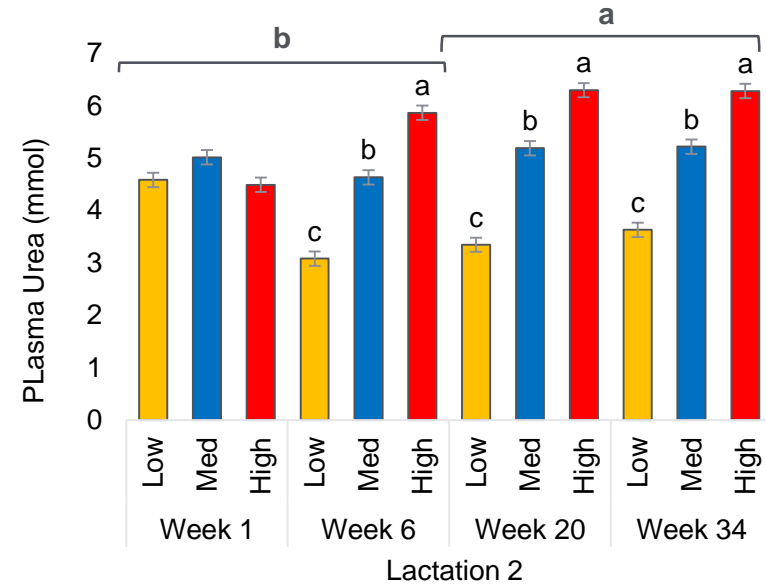 b
a
7
6
5
4
3
2
1
0
PLasma Urea (mmol)
c
b
a
c
b
a
c
b
a
Low
Med
High
Low
Med
High
Low
Med
High
Low
Med
High
Week 1
Week 6
Week 20
Week 34
Lactation 2